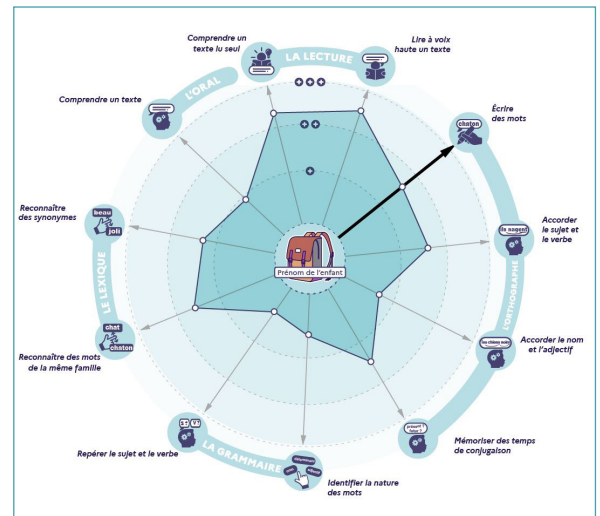 Comprendre un
texte lu seul
LA LECTURE
Lire à voix
haute un texte
L'ORAL
Comprendre un texte
Écrire
des mots
chaton
Reconnaître
des synonymes
beau
joli
Accorder
le sujet et
le verbe
ils nagent
Prénom de l'enfant
LE LEXIQUE
L'ORTHOGRAPHE
chat
chaton
Reconnaître des mots
de la même famille
Accorder le nom
et l'adjectif
Repérer le sujet et le verbe
LA GRAMMAIRE
Mémoriser des temps
de conjugaison
présent ?
futur ?
Identifier la nature
des mots